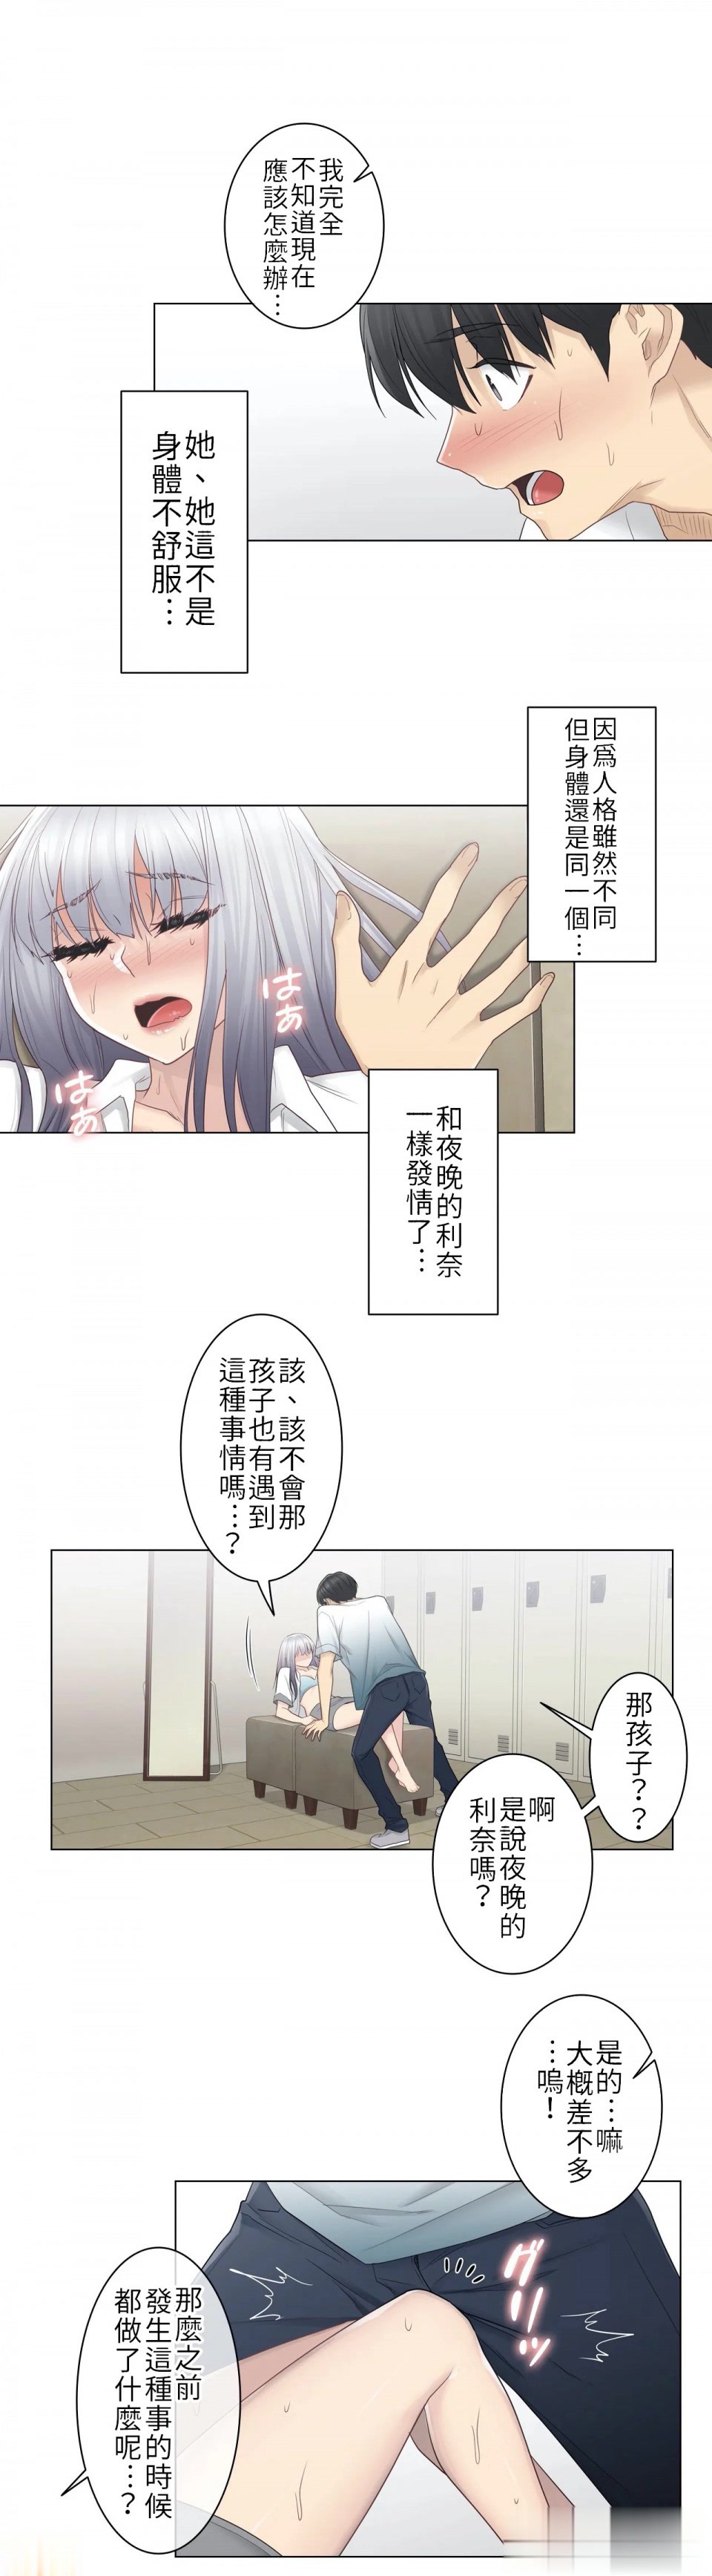 我完全
不知道現在
應該怎麼辦…
她、她這不是
身體不舒服…
因爲人格雖然不同
但身體還是同一個…
はぁ
はぁ
和夜晚的利奈
一樣發情了…
該、該不會那
孩子也有遇到
這種事情嗎…？
那孩子？？
啊
是說夜晚的
利奈嗎？
是的…嘛
大槪差不多
…嗚！
グリッ
那麼之前
發生這種事的時候
都做了什麼呢…？